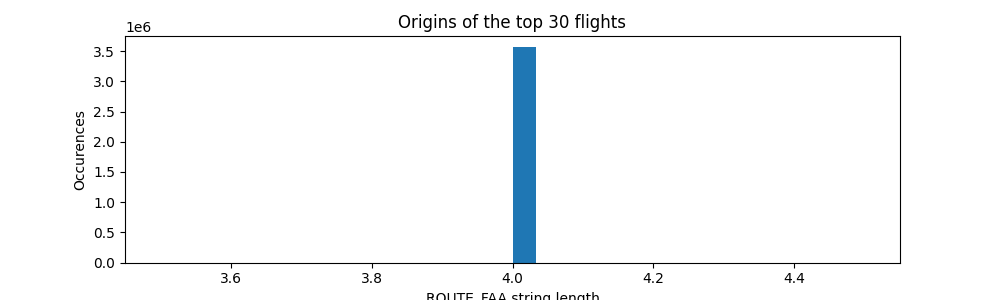 Origins of the top 30 flights
1e6
3.5
3.0
2.5
2.0
1.5
1.0
0.5
0.0
Occurences
3.6 3.8 4.0 4.2 4.4
ROUTE_FAA string length